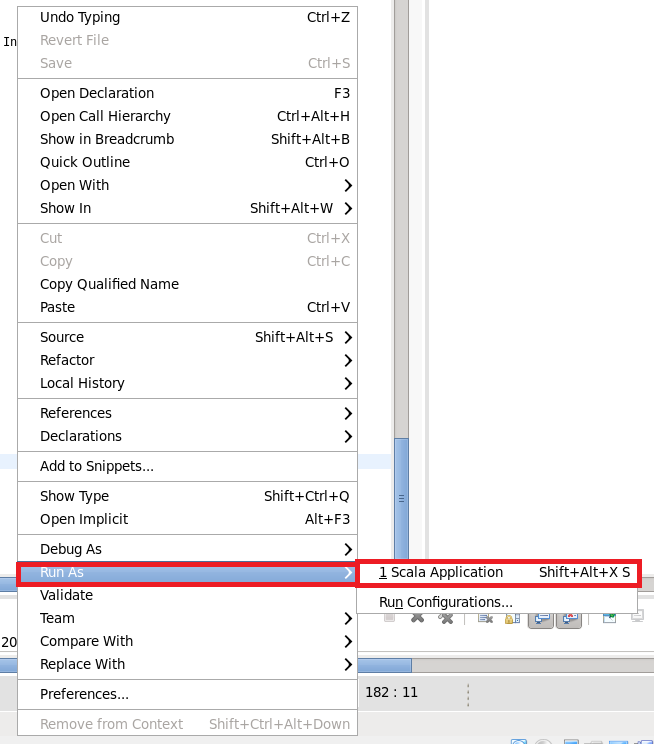 Undo Typing Ctrl+Z
In
Revert File
Save Ctrl+S
Open Declaration F3
Open Call Hierarchy Ctrl+Alt+H
Show in Breadcrumb Shift+Alt+B
Quick Outline Ctrl+O
Open With
Show In Shift+Alt+W
Cut Ctrl+X
Copy Ctrl+C
Copy Qualified Name
Paste Ctrl+V
Source Shift+Alt+S
Refactor
Local History
References
Declarations
Add to Snippets...
Show Type Shift+Ctrl+Q
Open Implicit Alt+F3
Debug As
Run As
1 Scala Application Shift+Alt+X S
Validate
Run Configurations...
Team
20
Compare With
Replace With
Preferences...
182 : 11
Remove from Context Shift+Ctrl+Alt+Down